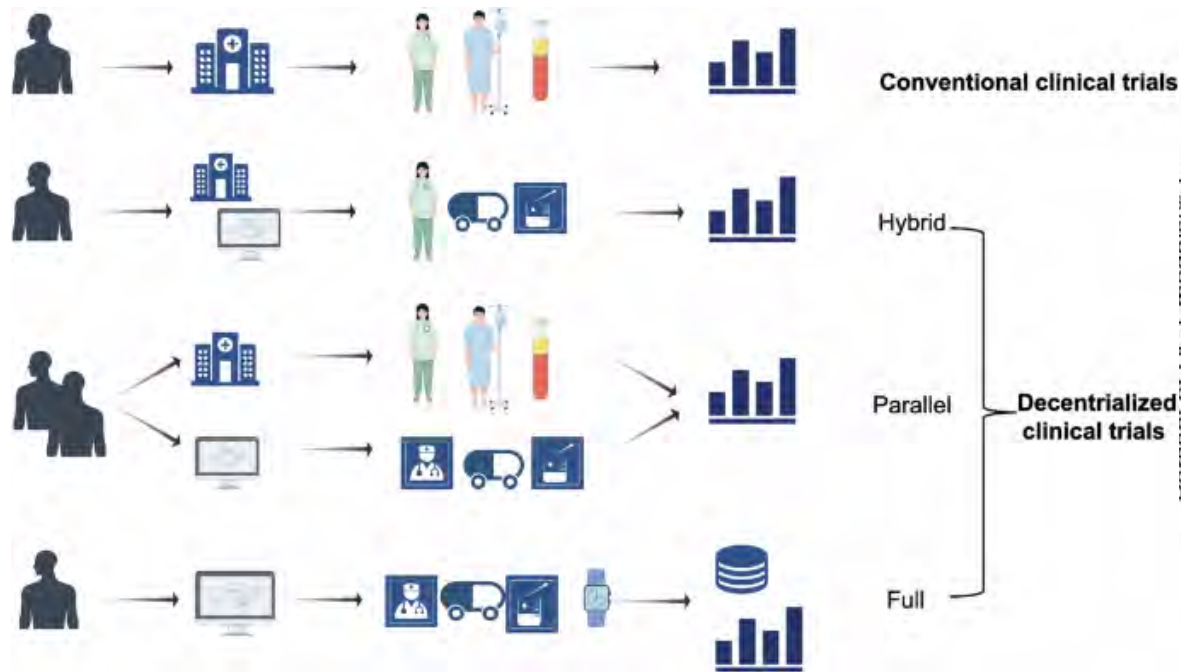 Conventional clinical trials
Hybrid
Parallel
Decentrialized
clinical trials
Full